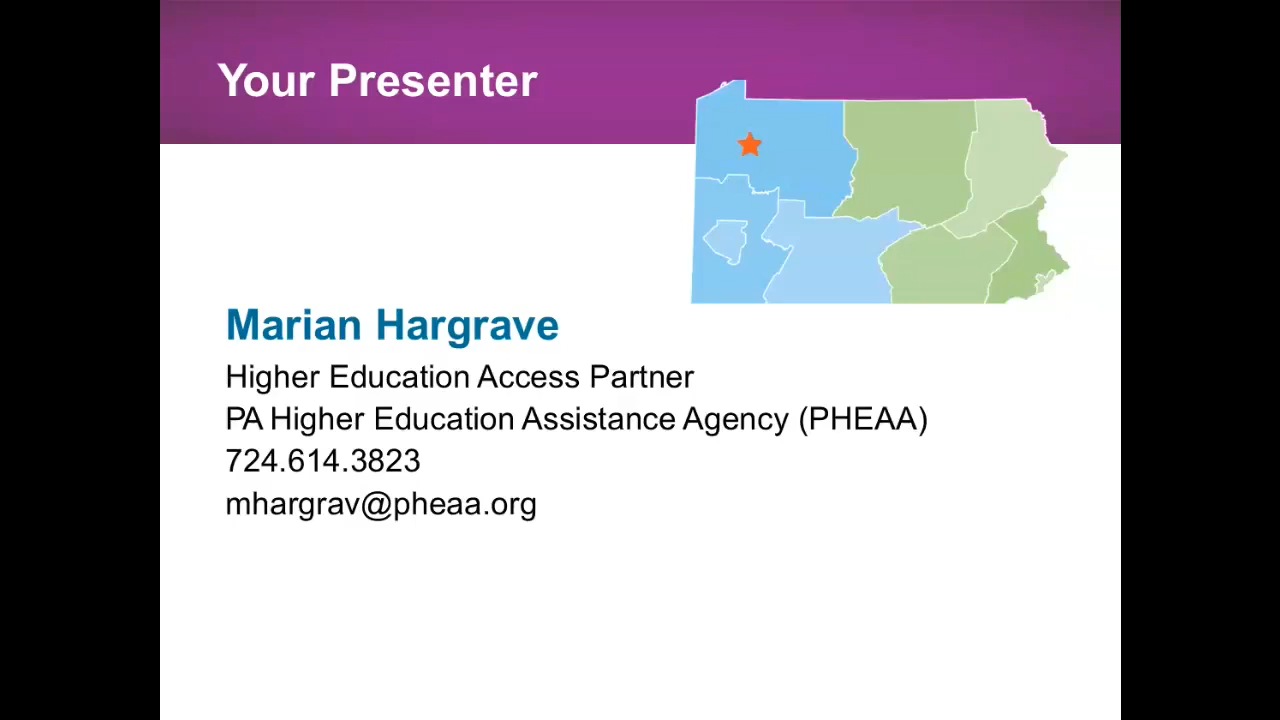 Your Presenter
Marian Hargrave
Higher Education Access Partner
PA Higher Education Assistance Agency (PHEAA)
724.614.3823
mhargrav@pheaa.org